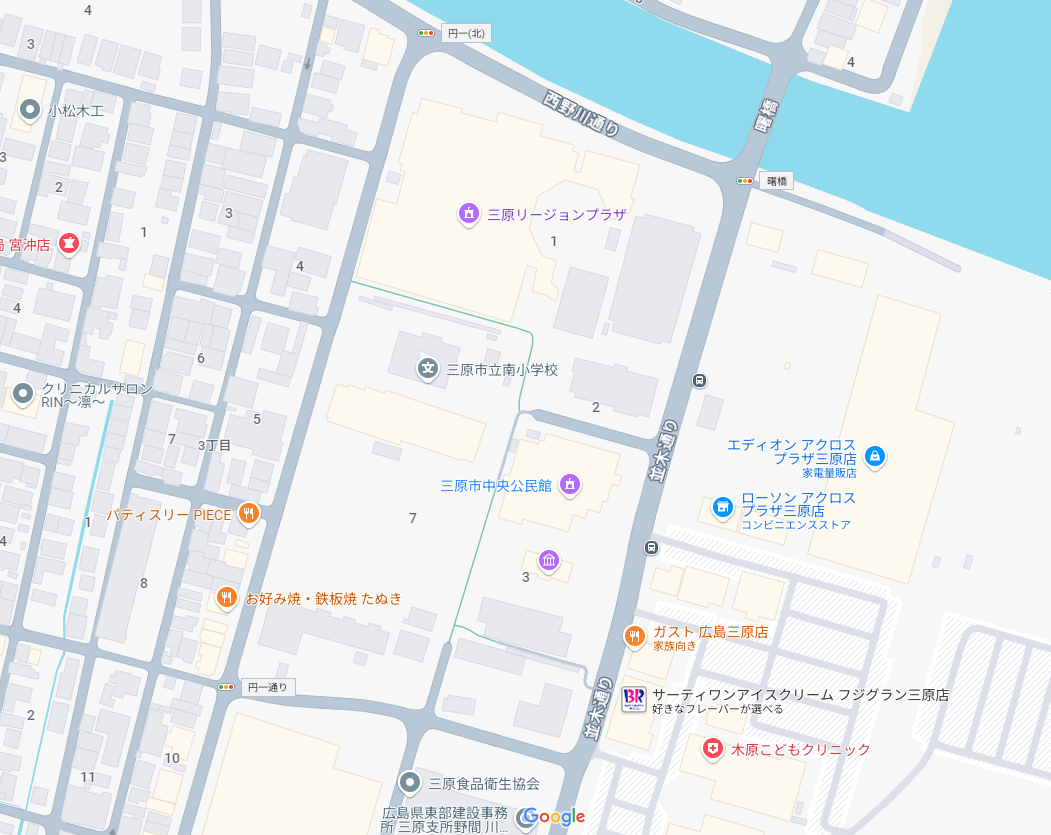 4
3
円一(北)
4
小松木工
西野川通り
曙橋
3
曙橋
2
3
三原リージョンプラザ
1
1
宮沖店
4
4
6
三原市立南小学校
クリニカルサロン
RIN〜凛〜
2
5
7
3丁目
並木通り
エディオン アクロス
プラザ三原店
家電量販店
三原市中央公民館
ローソン アクロス
プラザ三原店
コンビニエンスストア
パティスリー PIECE
1
7
4
3
8
お好み焼・鉄板焼 たぬき
ガスト 広島三原店
家族向き
円一通り
BR
サーティワンアイスクリーム フジグラン三原店
好きなフレーバーが選べる
並木通り
2
木原こどもクリニック
10
11
三原食品衛生協会
広島県東部建設事務
所 三原支所野間 川...
Google